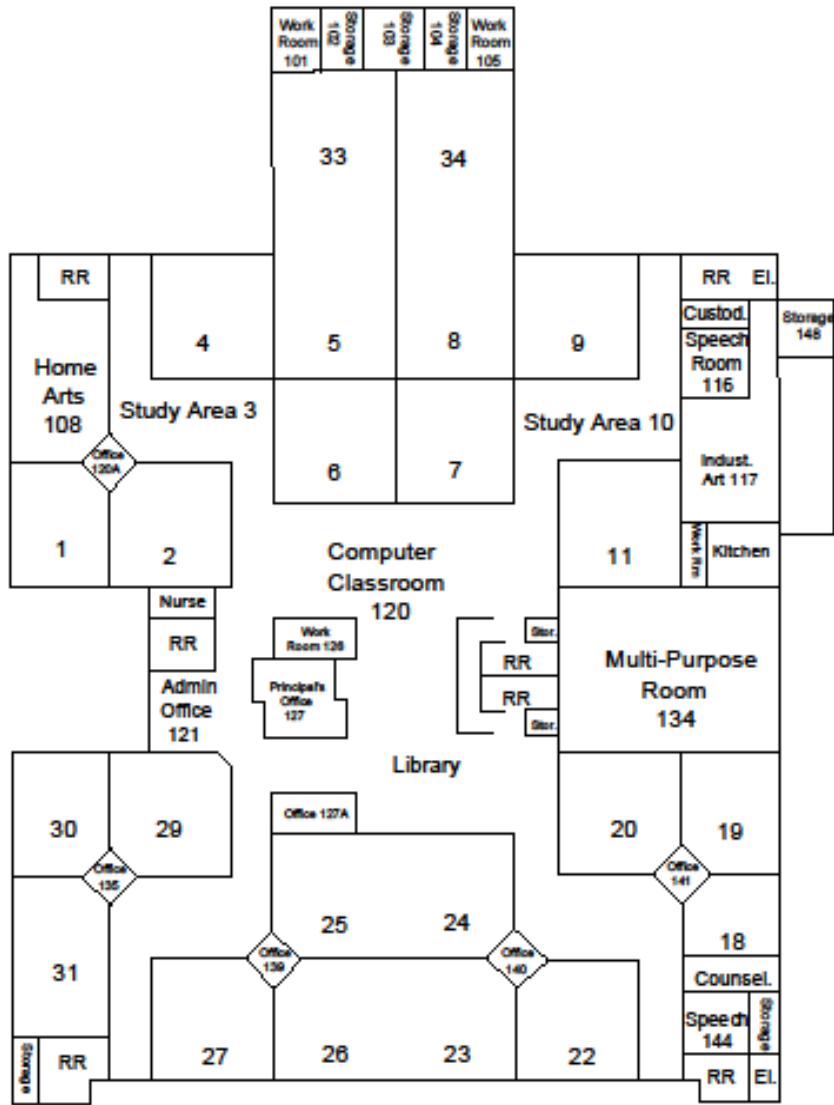 Work
Room
101
Storage
102
Storage
103
Storage
104
Work
Room
105
33
34
RR
4
5
8
9
RR
El.
Custod.
Storage
148
Speech
Room
116
Home
Arts
108
Study Area 3
Study Area 10
Office
120A
6
7
Indust.
Art 117
1
2
11
Work Rm
Kitchen
Computer
Classroom
120
Nurse
RR
Work
Room 126
Stor.
RR
RR
Stor.
Multi-Purpose
Room
134
Admin
Office
121
Principal's
Office
127
Library
30
29
Office 127A
20
19
Office
135
Office
141
25
24
18
31
Office
139
Office
140
Counsel.
Speech
144
Storage
Storage
RR
27
26
23
22
RR
El.